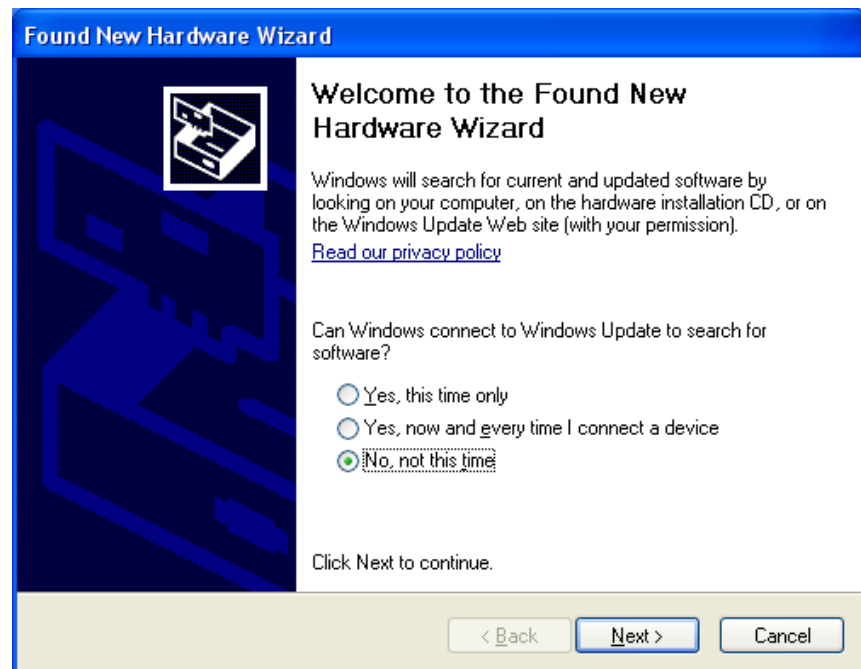 Found New Hardware Wizard
Welcome to the Found New
Hardware Wizard
Windows will search for current and updated software by
looking on your computer, on the hardware installation CD, or on
the Windows Update Web site (with your permission).
Read our privacy policy
Can Windows connect to Windows Update to search for
software?
Yes, this time only
Yes, now and every time I connect a device
No, not this time
Click Next to continue.
< Back
Next >
Cancel